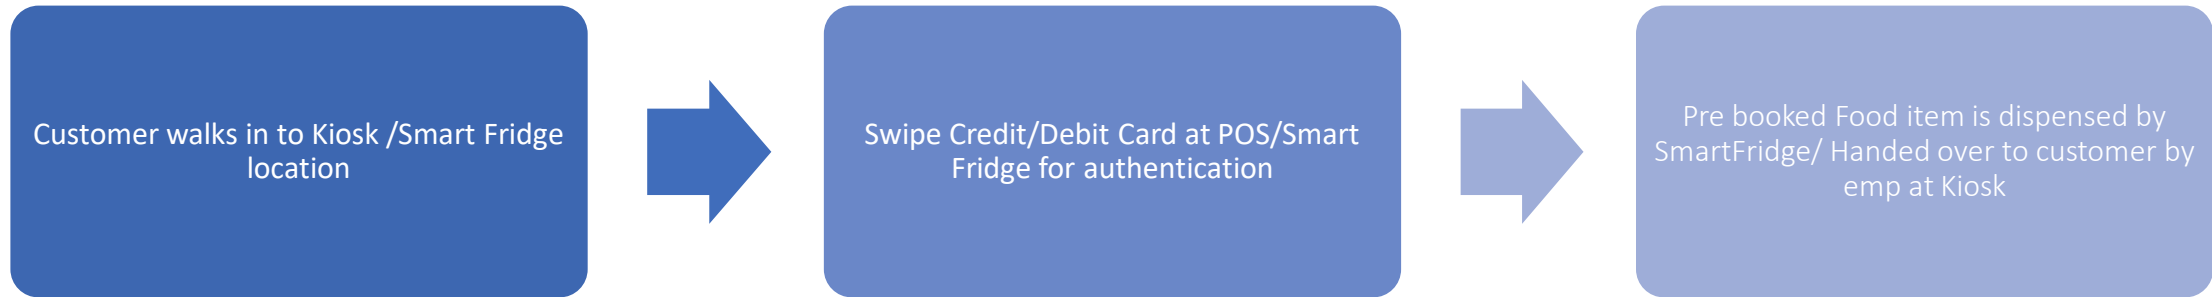 Customer walks in to Kiosk /Smart Fridge
location
Swipe Credit/Debit Card at POS/Smart
Fridge for authentication
Pre booked Food item is dispensed by
SmartFridge/ Handed over to customer by
emp at Kiosk